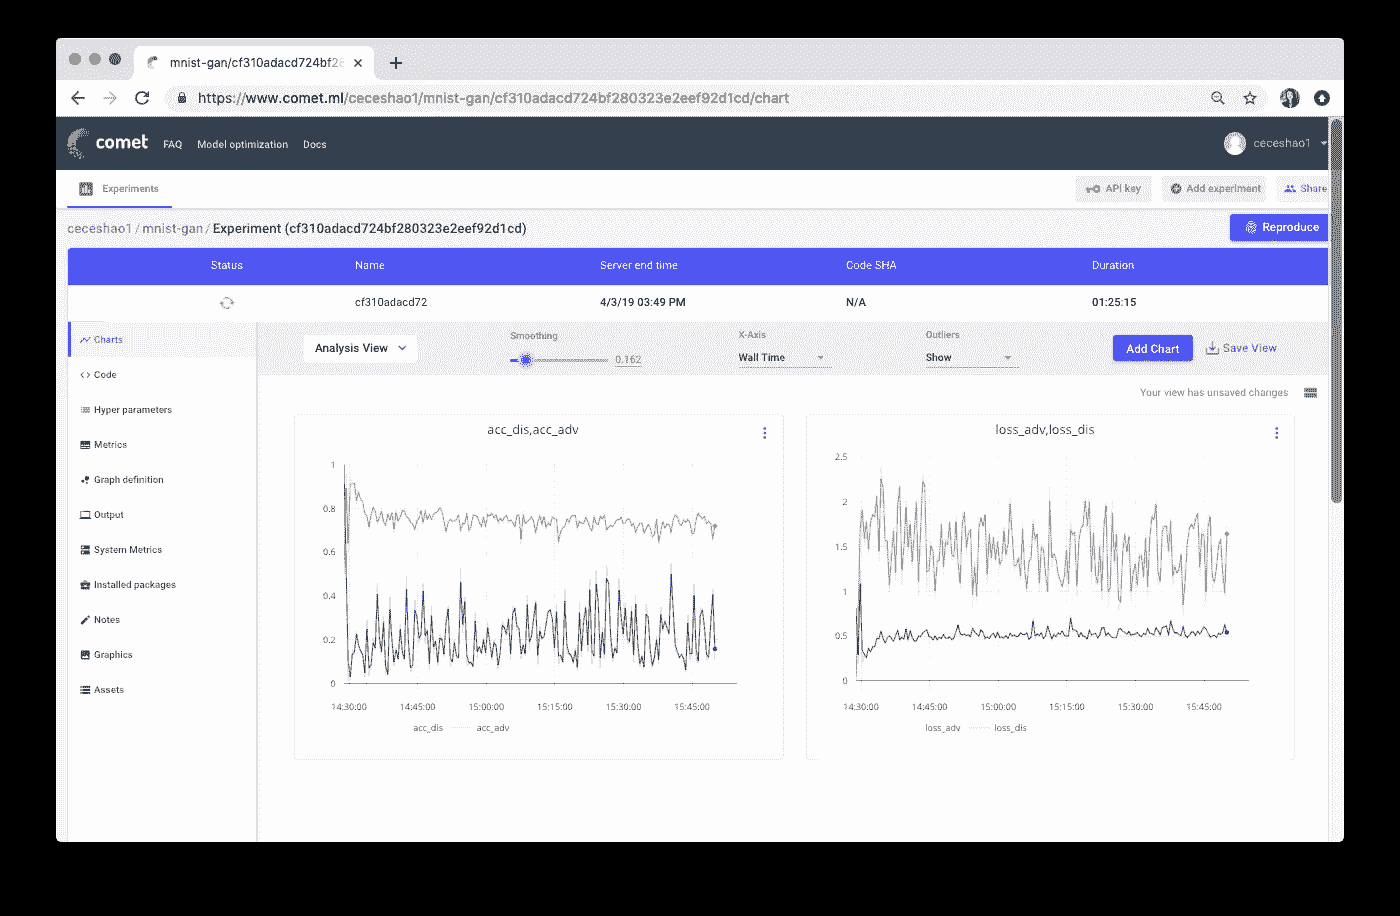 mnist-gan/cf310adacd724bf28
https://www.comet.ml/ceceshao1/mnist-gan/cf310adacd724bf280323e2eef92d1cd/chart
comet FAQ Model optimization Docs ceceshao1
Experiments API key Add experiment Share
ceceshao1 / mnist-gan / Experiment (cf310adacd724bf280323e2eef92d1cd) Reproduce
Status Name Server end time Code SHA Duration
cf310adacd72 4/3/19 03:49 PM N/A 01:25:15
Charts
Code
Hyper parameters
Metrics
Graph definition
Output
System Metrics
Installed packages
Notes
Graphics
Assets
Analysis View
Smoothing
0.162
X-Axis
Wall Time
Outliers
Show
Add Chart
Save View
Your view has unsaved changes
acc_dis,acc_adv
1
0.8
0.6
0.4
0.2
0
14:30:00 14:45:00 15:00:00 15:15:00 15:30:00 15:45:00
acc_dis acc_adv
loss_adv,loss_dis
2.5
2
1.5
1
0.5
0
14:30:00 14:45:00 15:00:00 15:15:00 15:30:00 15:45:00
loss_adv loss_dis